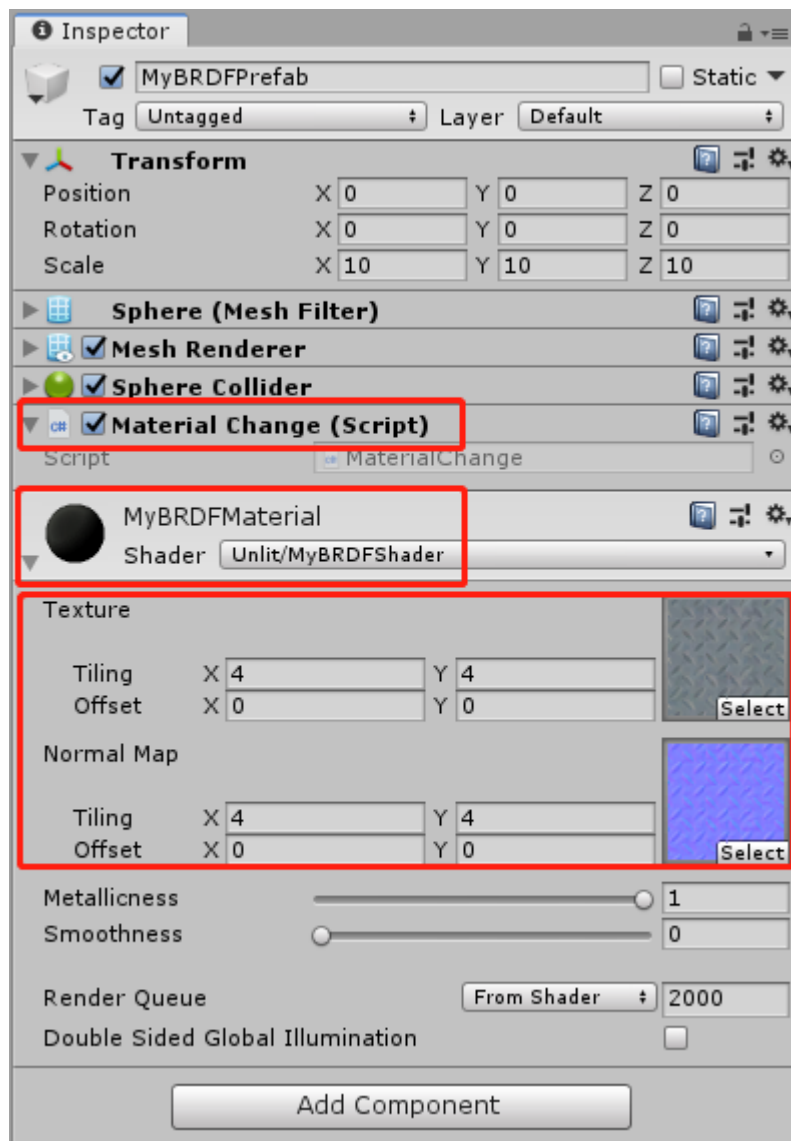 Inspector
MyBRDFPrefab Static
Tag Untagged Layer Default
Transform
Position X 0 Y 0 Z 0
Rotation X 0 Y 0 Z 0
Scale X 10 Y 10 Z 10
Sphere (Mesh Filter)
Mesh Renderer
Sphere Collider
c# Material Change (Script)
Script MaterialChange
MyBRDFMaterial
Shader Unlit/MyBRDFShader
Texture
Tiling X 4 Y 4
Offset X 0 Y 0 Select
Normal Map
Tiling X 4 Y 4
Offset X 0 Y 0 Select
Metallicness 1
Smoothness 0
Render Queue From Shader 2000
Double Sided Global Illumination
Add Component